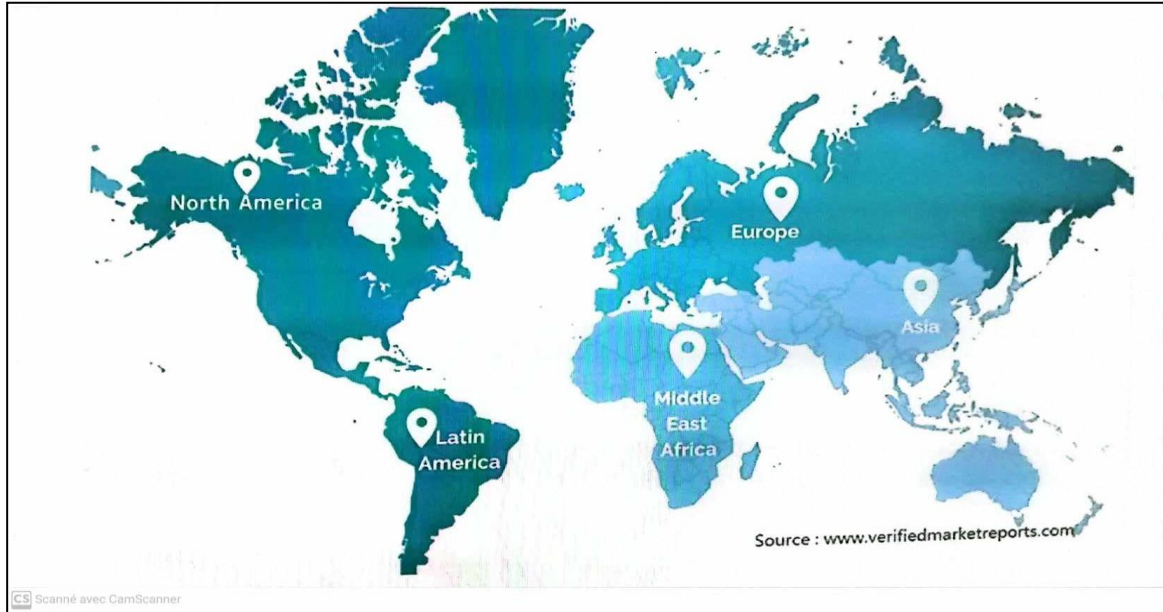 North America
Europe
Asia
Middle
East
Africa
Latin
America
Source : www.verifiedmarketreports.com
CS Scanné avec CamScanner